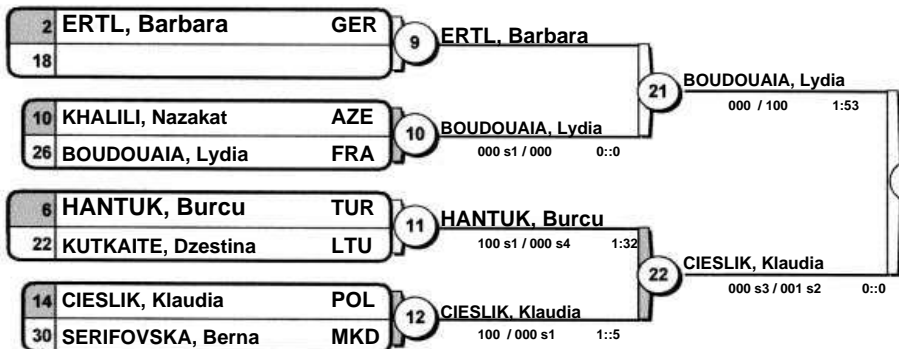 2 ERTL, Barbara GER
18
9
ERTL, Barbara
10 KHALILI, Nazakat AZE
26 BOUDOUAIA, Lydia FRA
10
BOUDOUAIA, Lydia
000 s1 / 000 0::0
21
BOUDOUAIA, Lydia
000 / 100 1:53
6 HANTUK, Burcu TUR
22 KUTKAITE, Dzestina LTU
11
HANTUK, Burcu
100 s1 / 000 s4 1:32
14 CIESLIK, Klaudia POL
30 SERIFOVSKA, Berna MKD
12
CIESLIK, Klaudia
100 / 000 s1 1::5
22
CIESLIK, Klaudia
000 s3 / 001 s2 0::0